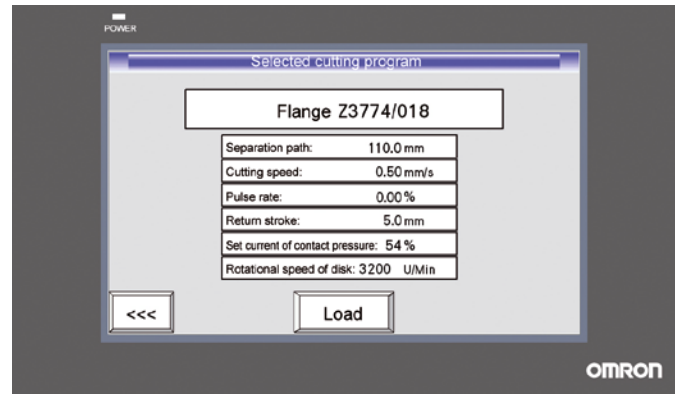 POWER
Selected cutting program
Flange Z3774/018
Separation path: 110.0 mm
Cutting speed: 0.50 mm/s
Pulse rate: 0.00 %
Return stroke: 5.0 mm
Set current of contact pressure: 54 %
Rotational speed of disk: 3200 U/Min
<<< Load
OMRON